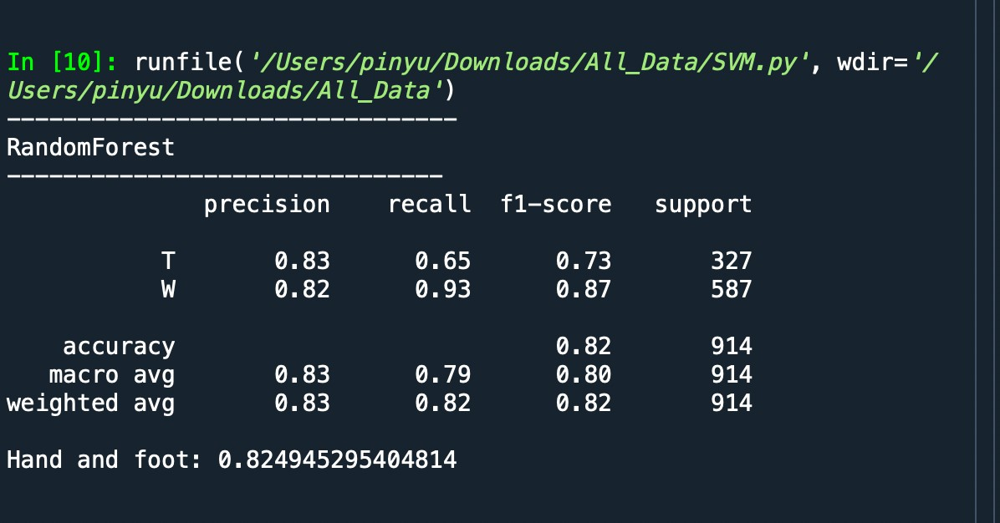 In [10]: runfile('/Users/pinyu/Downloads/All_Data/SVM.py', wdir='/
Users/pinyu/Downloads/All_Data')
--------------------------------
RandomForest
-------------------------------
precision recall f1-score support
T 0.83 0.65 0.73 327
W 0.82 0.93 0.87 587
accuracy 0.82 914
macro avg 0.83 0.79 0.80 914
weighted avg 0.83 0.82 0.82 914
Hand and foot: 0.824945295404814